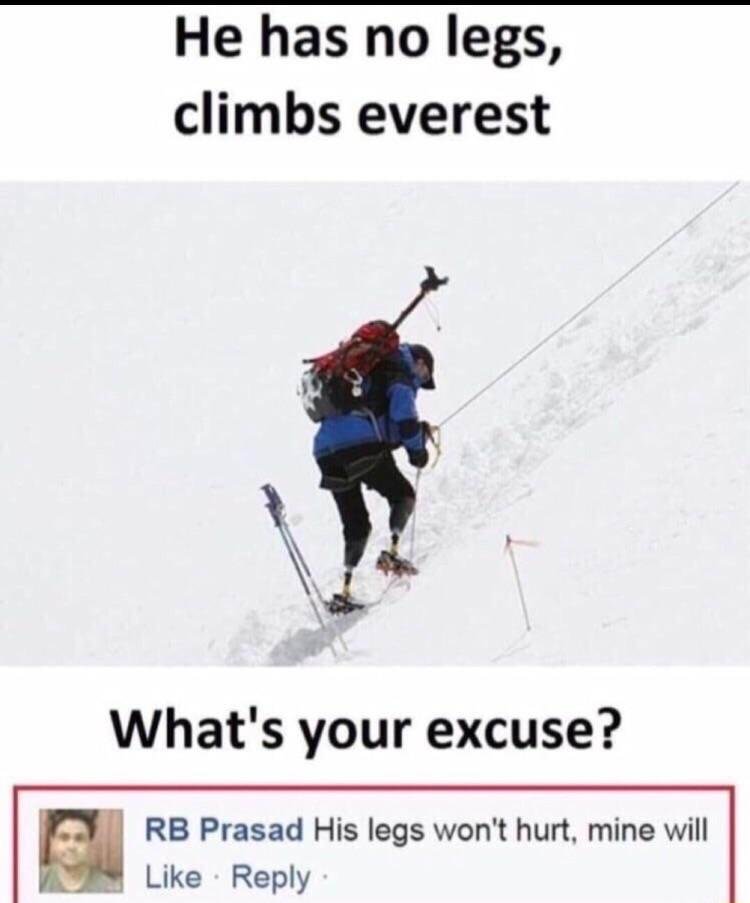 He has no legs,
climbs everest
What's your excuse?
RB Prasad His legs won't hurt, mine will
Like · Reply ·